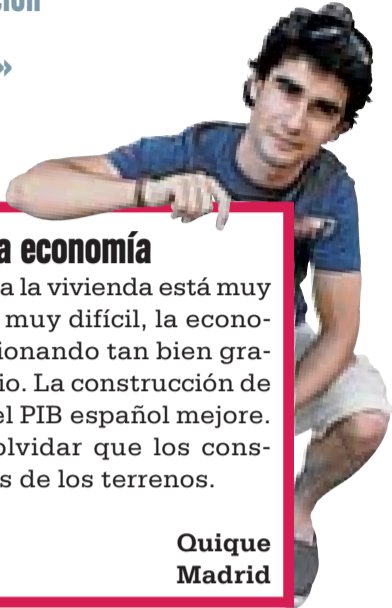 »
a economía
a la vivienda está muy
muy difícil, la econo-
ionando tan bien gra-
io. La construcción de
el PIB español mejore.
olvidar que los cons-
s de los terrenos.
Quique
Madrid